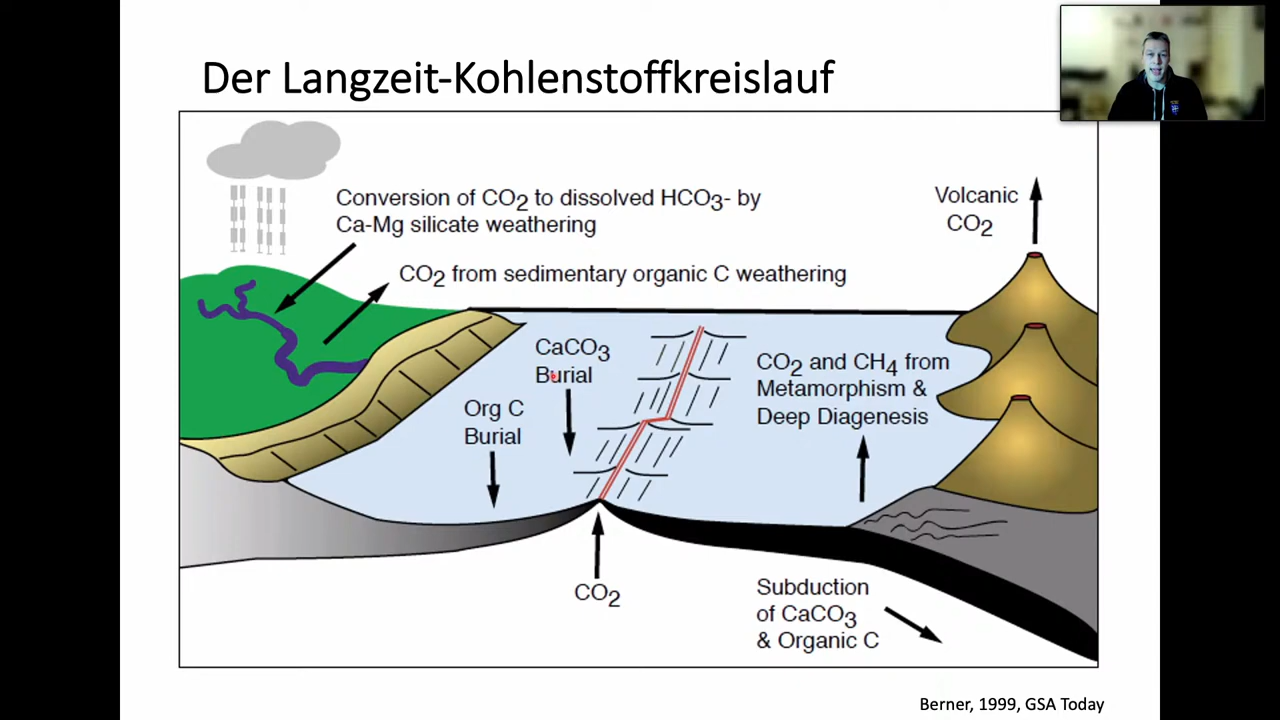 Der Langzeit-Kohlenstoffkreislauf
Conversion of CO2 to dissolved HCO3- by
Ca-Mg silicate weathering
CO2 from sedimentary organic C weathering
Volcanic
CO2
CaCO3
Burial
Org C
Burial
CO2 and CH4 from
Metamorphism &
Deep Diagenesis
CO2
Subduction
of CaCO3
& Organic C
Berner, 1999, GSA Today